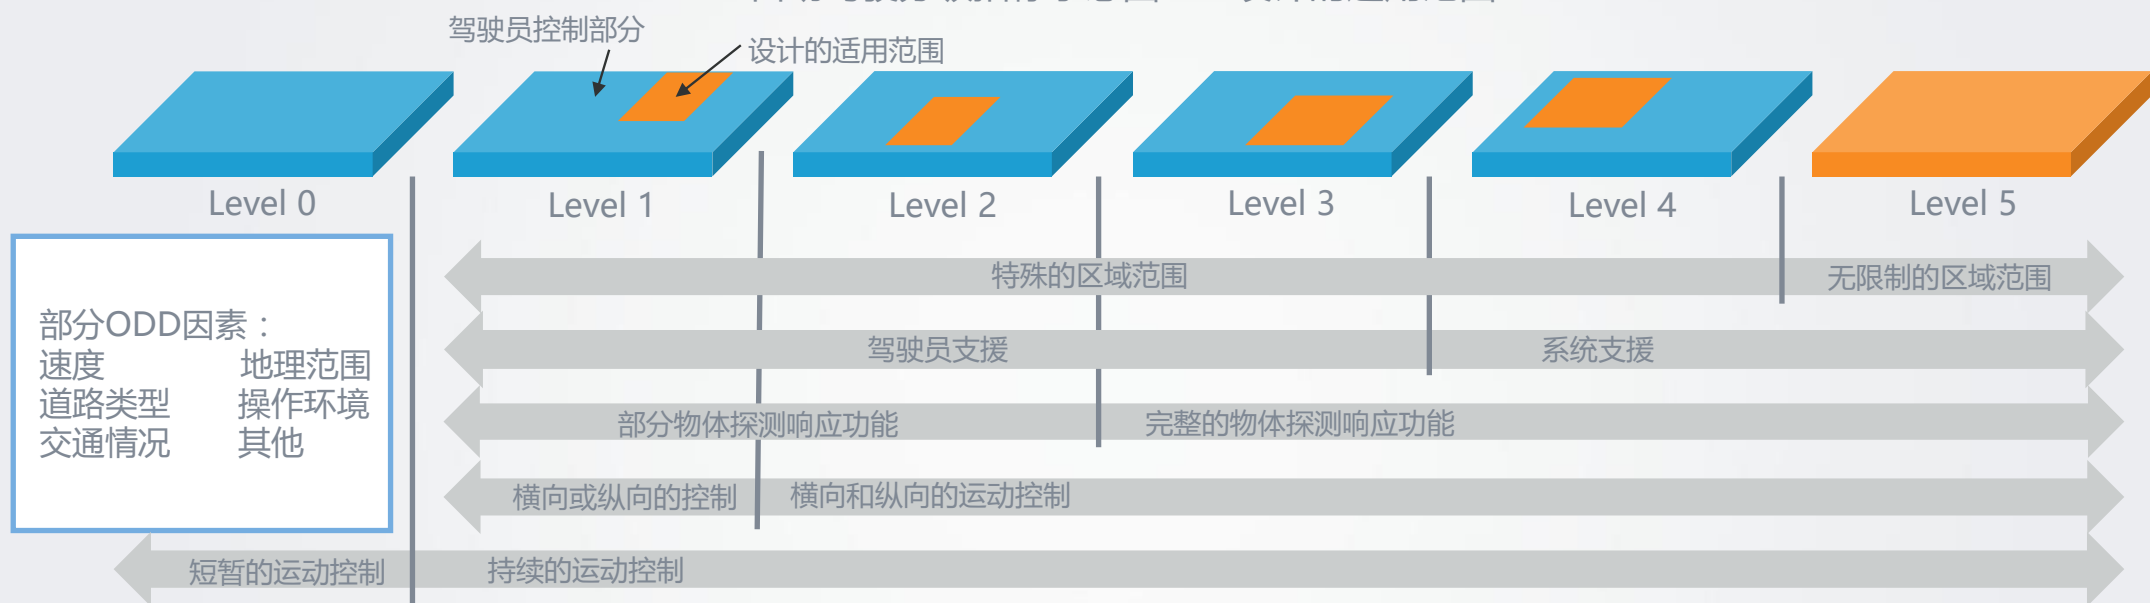 驾驶员控制部分
设计的适用范围
Level 0
Level 1
Level 2
Level 3
Level 4
Level 5
特殊的区域范围
无限制的区域范围
部分ODD因素：
速度 地理范围
道路类型 操作环境
交通情况 其他
驾驶员支援
系统支援
部分物体探测响应功能
完整的物体探测响应功能
横向或纵向的控制
横向和纵向的运动控制
短暂的运动控制
持续的运动控制